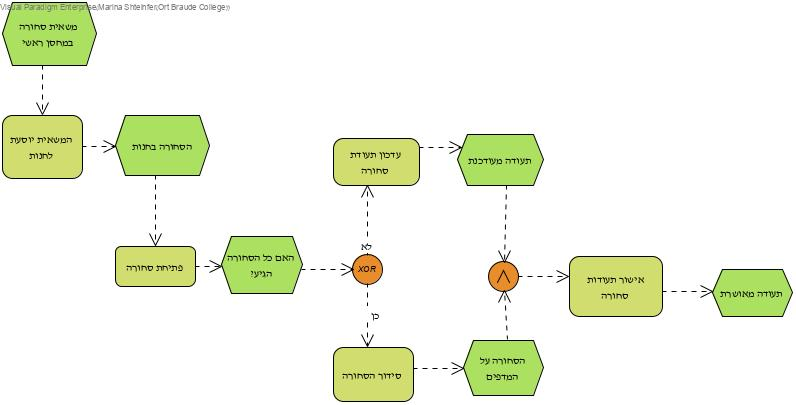 Visual Paradigm Enterprise(Marina Shteinfer(Ort Braude College))
משאית סחורה
במחסן ראשי
המשאית יוסעת
לחנות
הסחורה בחנות
עדכון תעודת
סחורה
תעודה מעודכנת
לא
פתיחת סחורה
האם כל הסחורה
הגיע?
XOR
אישור תעודות
סחורה
תעודה מאושרת
כן
סידור הסחורה
הסחורה על
המדפים